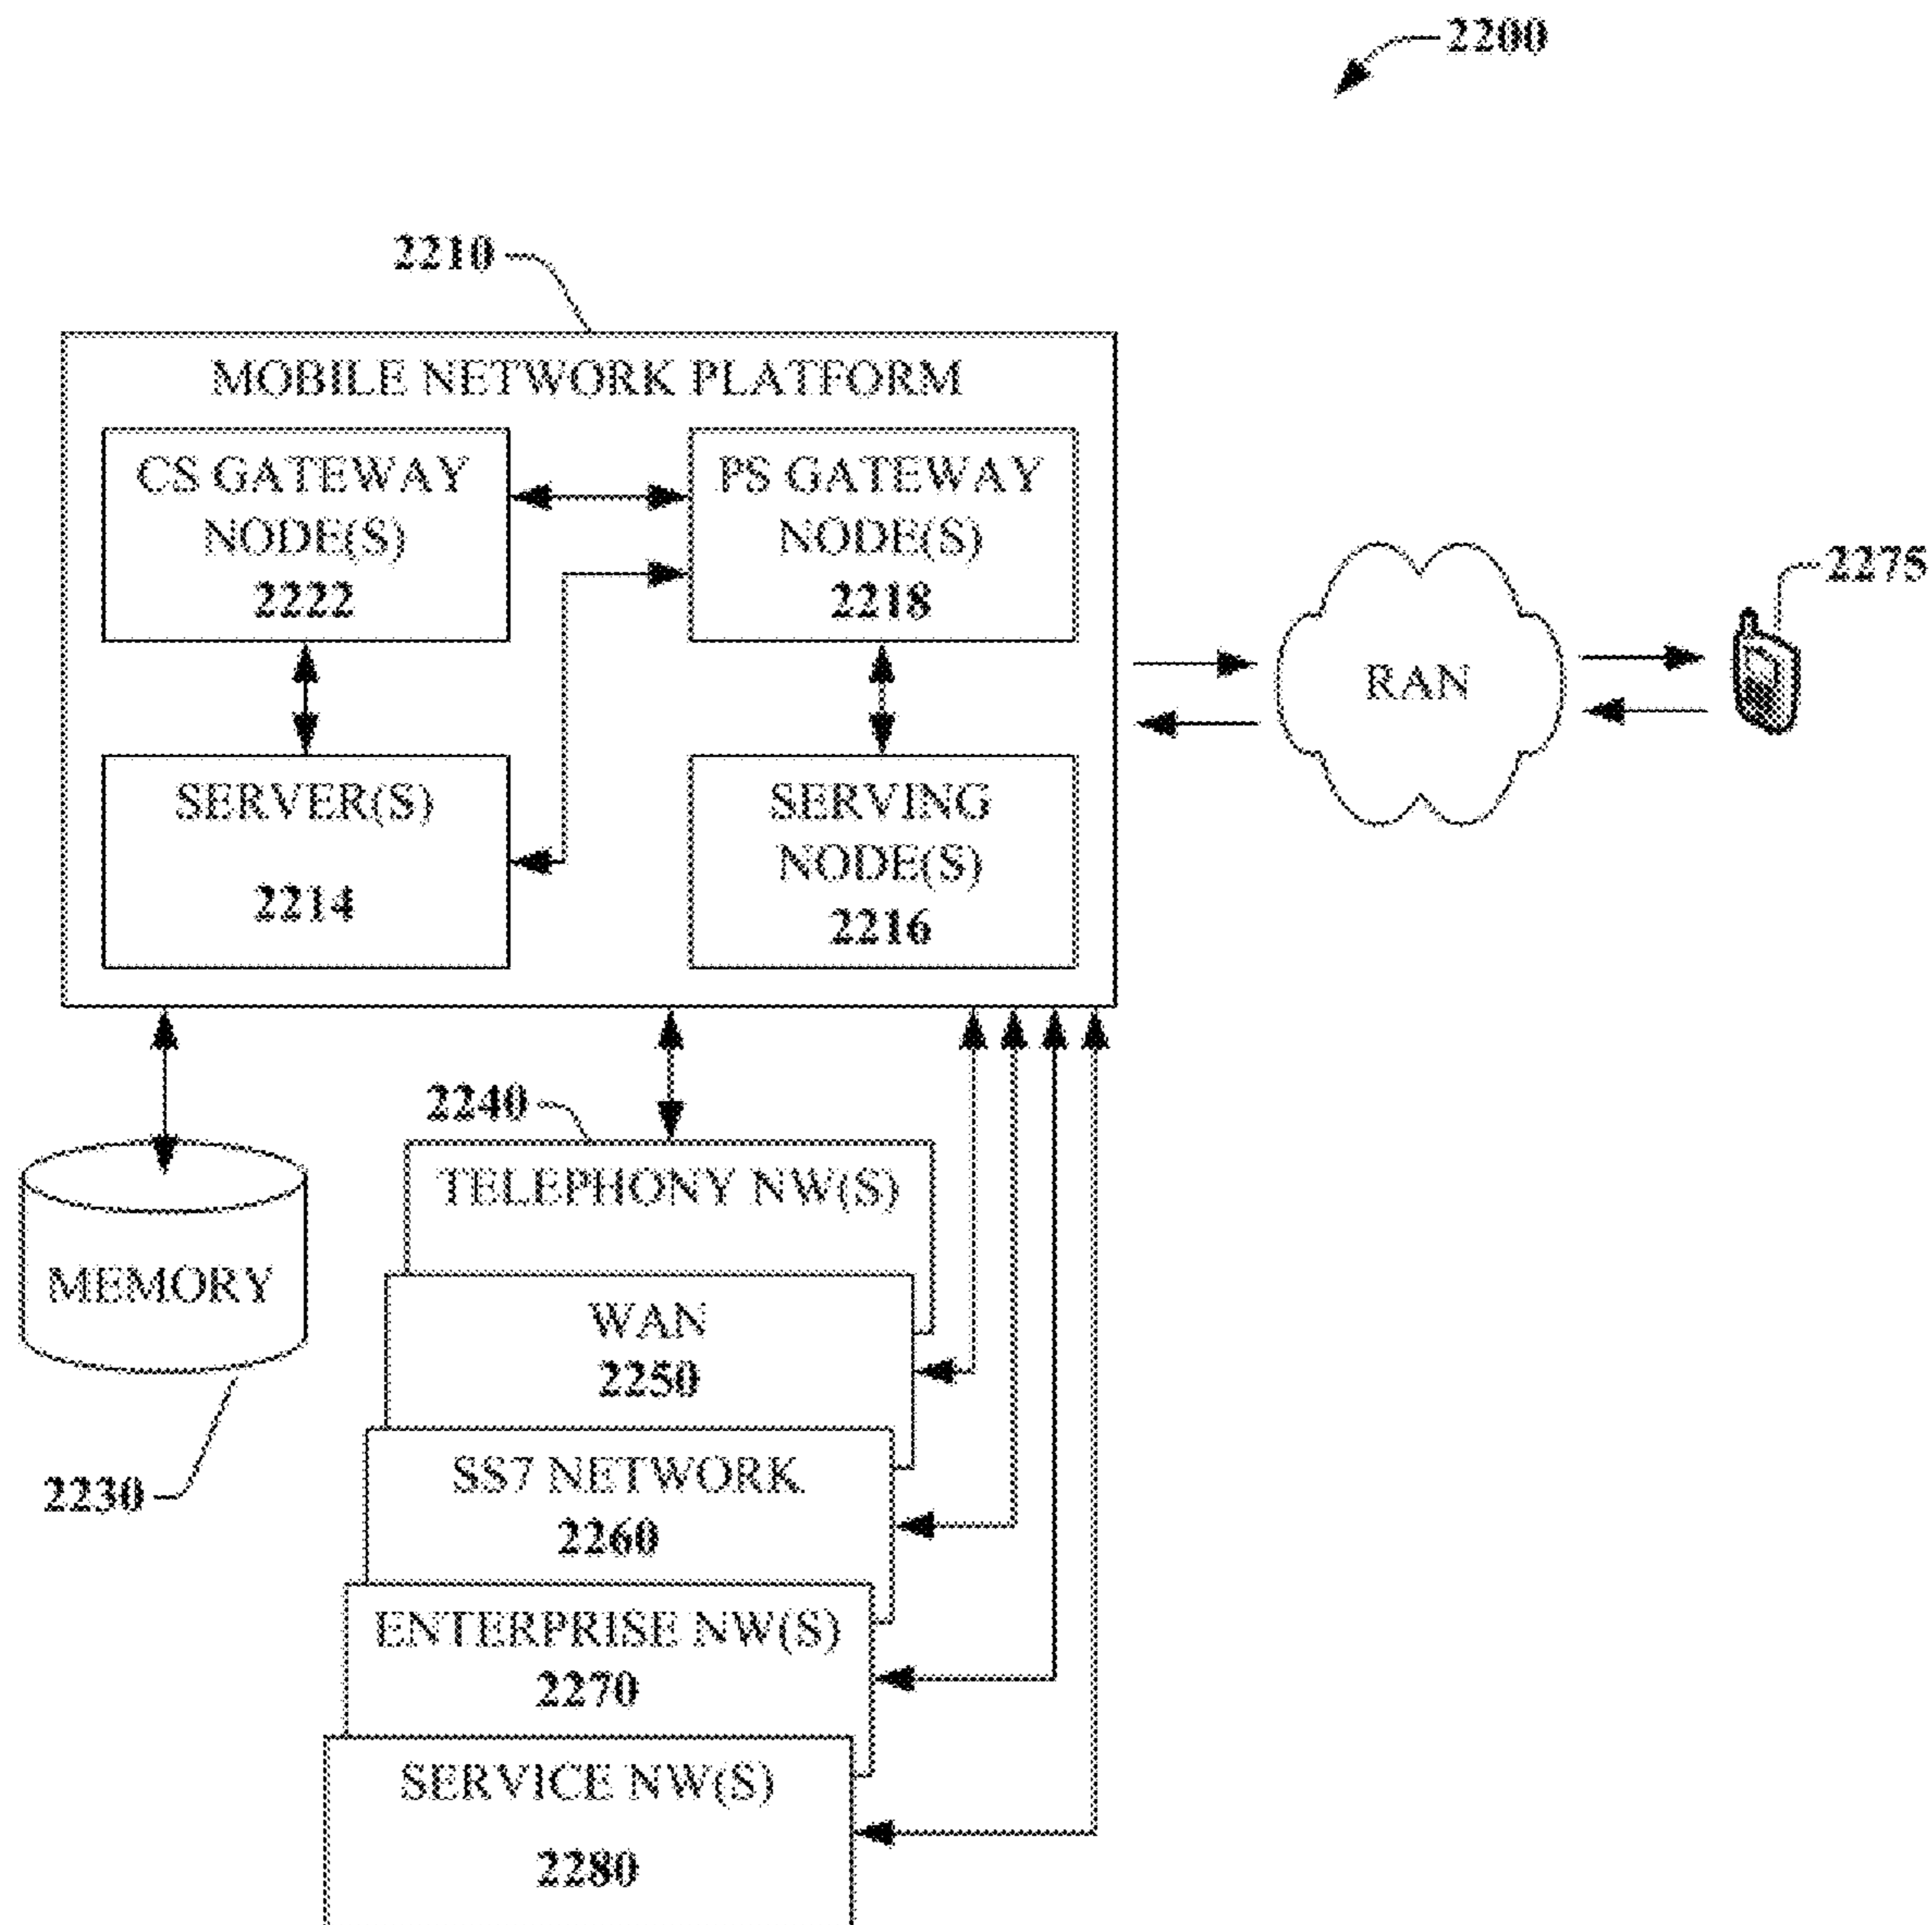 2200
2210
MOBILE NETWORK PLATFORM
CS GATEWAY
NODE(S)
2222
PS GATEWAY
NODE(S)
2218
SERVER(S)
2214
SERVING
NODE(S)
2216
RAN
2275
2240
TELEPHONY NW(S)
MEMORY
2230
WAN
2250
SS7 NETWORK
2260
ENTERPRISE NW(S)
2270
SERVICE NW(S)
2280